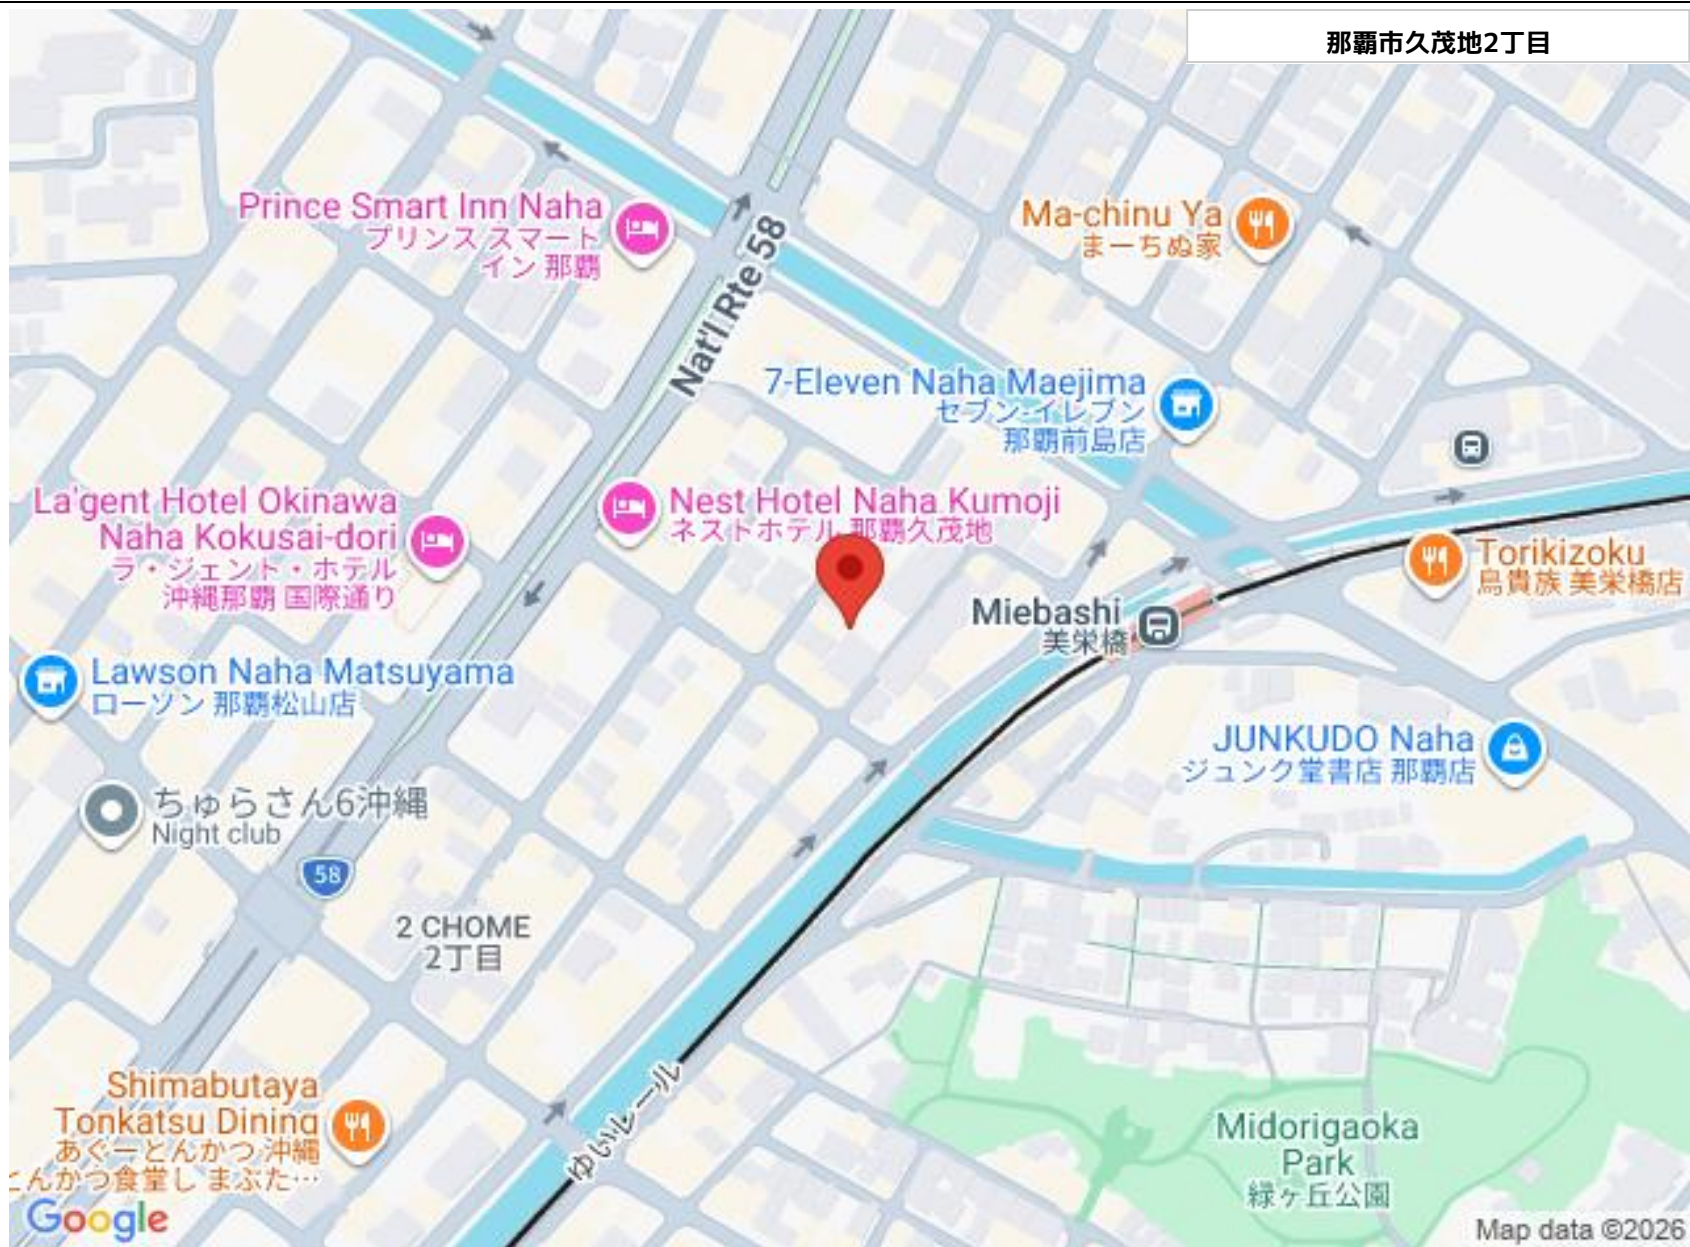 那覇市久茂地2丁目
Prince Smart Inn Naha
プリンス スマート
イン 那覇
Nat'l Rte 58
Ma-chinu Ya
まーちぬ家
7-Eleven Naha Maejima
セブン-イレブン
那覇前島店
La'gent Hotel Okinawa
Naha Kokusai-dori
ラ・ジェント・ホテル
沖縄那覇 国際通り
Nest Hotel Naha Kumoji
ネストホテル 那覇久茂地
Torikizoku
鳥貴族 美栄橋店
Miebashi
美栄橋
Lawson Naha Matsuyama
ローソン 那覇松山店
JUNKUDO Naha
ジュンク堂書店 那覇店
ちゅらさん6沖縄
Night club
58
2 CHOME
2丁目
ゆいレール
Shimabutaya
Tonkatsu Dining
あぐーとんかつ 沖縄
とんかつ食堂し まぶた…
Midorigaoka
Park
緑ヶ丘公園
Google
Map data ©2026